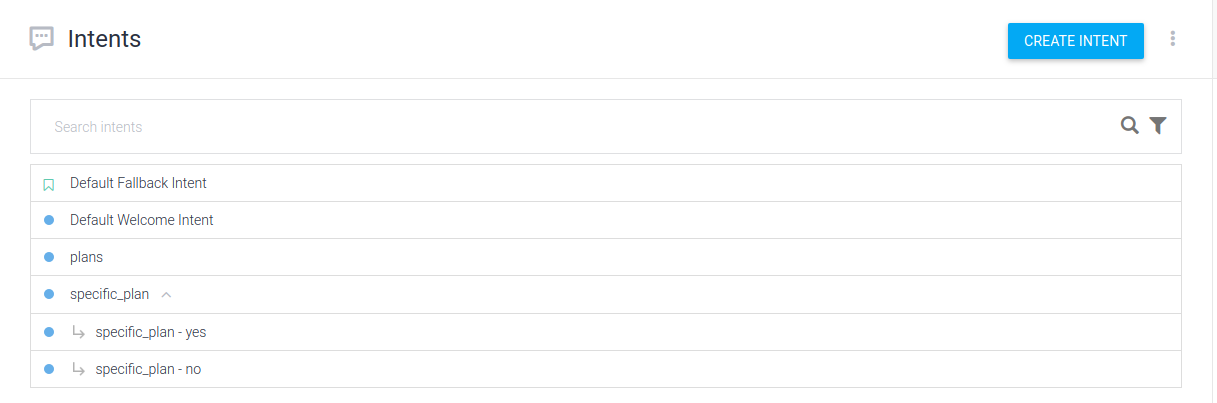 Intents
CREATE INTENT
Search intents
Default Fallback Intent
Default Welcome Intent
plans
specific_plan
specific_plan - yes
specific_plan - no